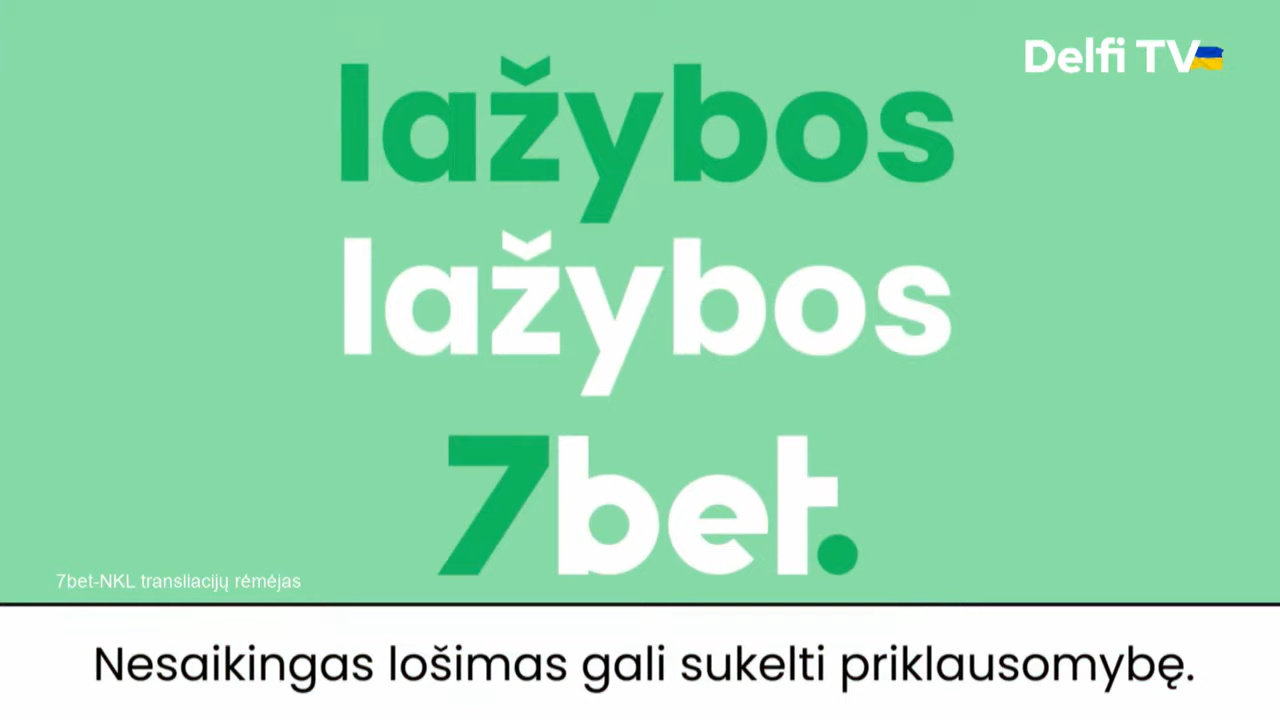 Delfi TV
lažybos
lažybos
7bet.
7bet-NKL transliacijų rėmėjas
Nesaikingas lošimas gali sukelti priklausomybę.